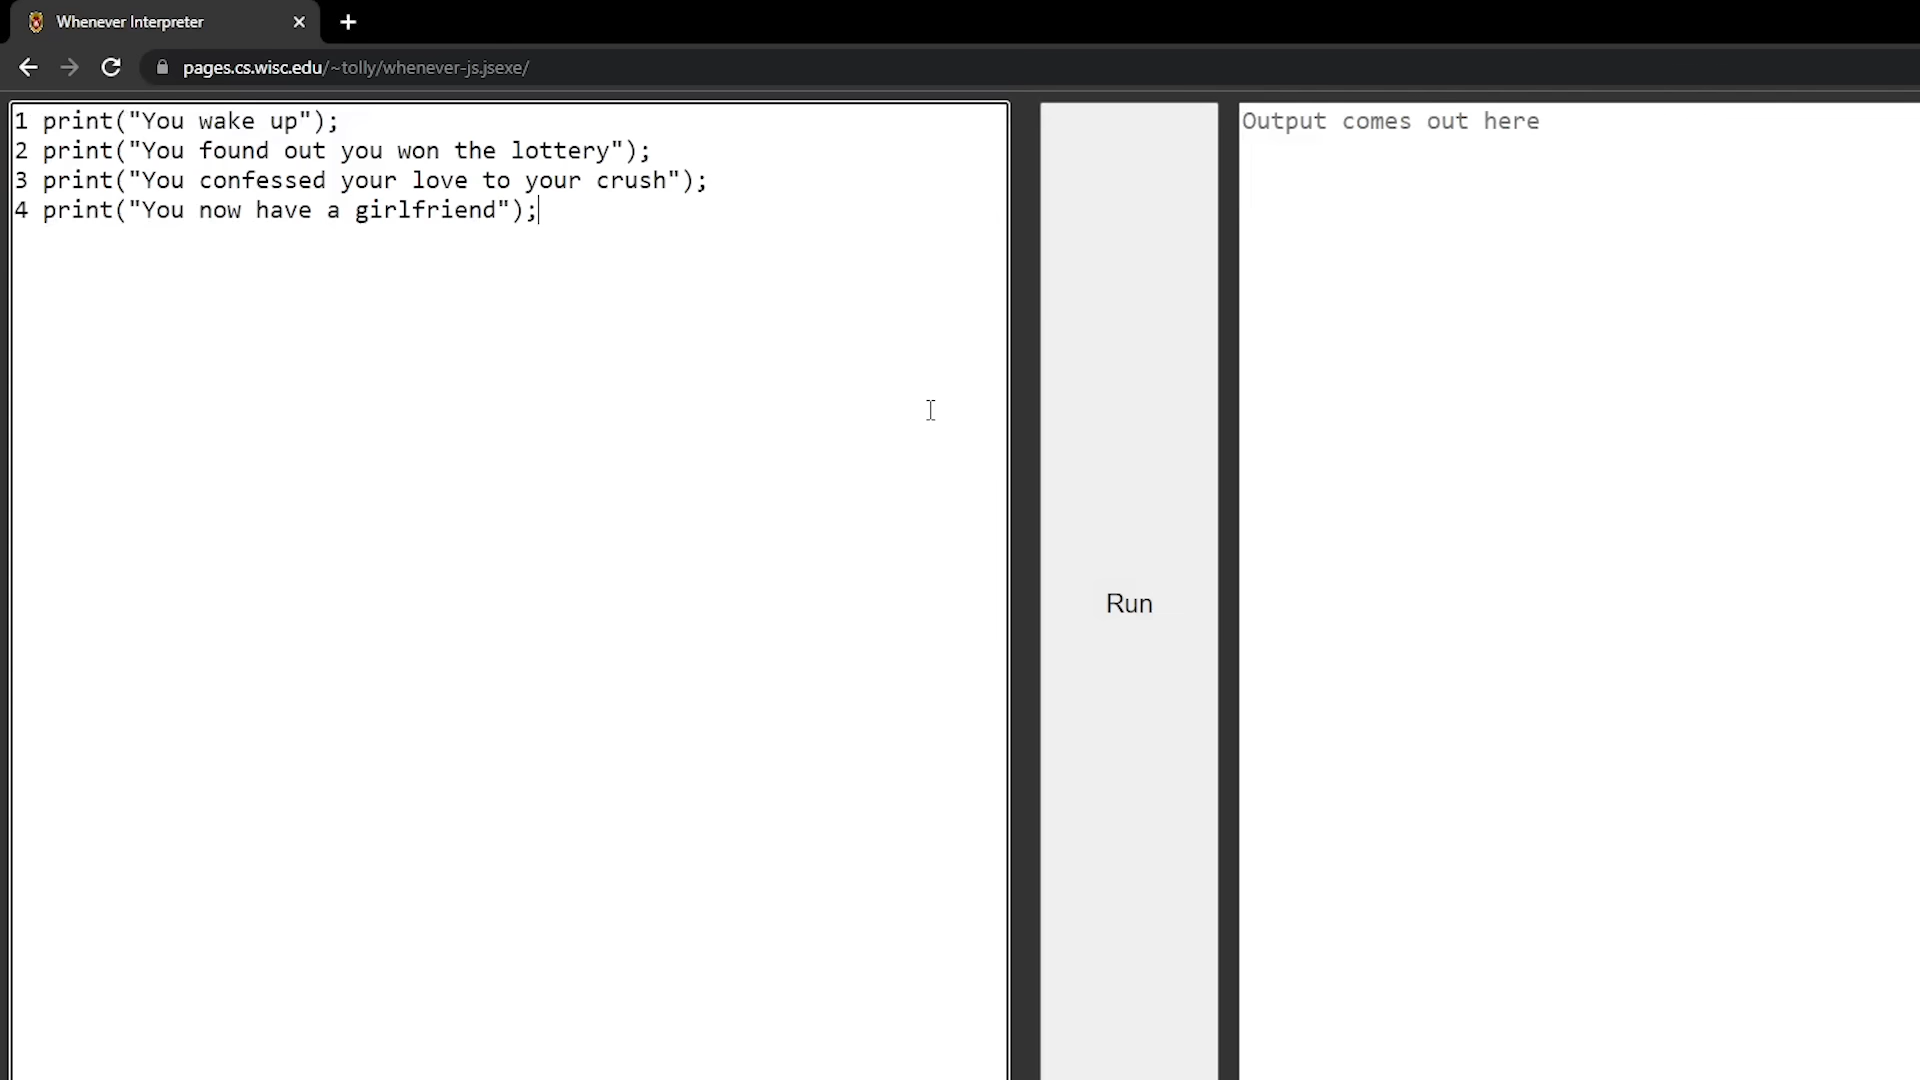 Whenever Interpreter
pages.cs.wisc.edu/~tolly/whenever-js.jsexe/
1 print("You wake up");
2 print("You found out you won the lottery");
3 print("You confessed your love to your crush");
4 print("You now have a girlfriend");
Run
Output comes out here